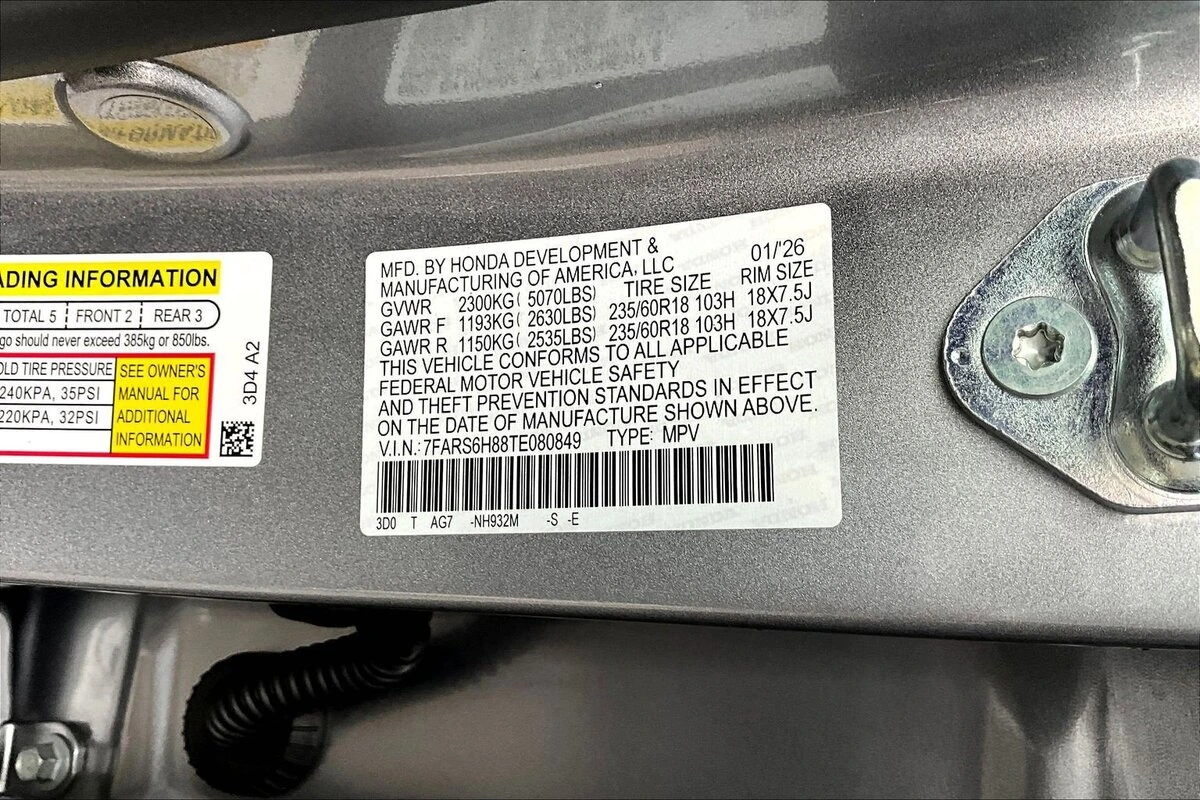 ADING INFORMATION
TOTAL 5 FRONT 2 REAR 3
go should never exceed 385kg or 850lbs.
OLD TIRE PRESSURE
240KPA, 35PSI
220KPA, 32PSI
SEE OWNER'S
MANUAL FOR
ADDITIONAL
INFORMATION
3D4 A2
MFD. BY HONDA DEVELOPMENT &
MANUFACTURING OF AMERICA, LLC 01/'26
GVWR 2300KG( 5070LBS) TIRE SIZE RIM SIZE
GAWR F 1193KG( 2630LBS) 235/60R18 103H 18X7.5J
GAWR R 1150KG( 2535LBS) 235/60R18 103H 18X7.5J
THIS VEHICLE CONFORMS TO ALL APPLICABLE
FEDERAL MOTOR VEHICLE SAFETY
AND THEFT PREVENTION STANDARDS IN EFFECT
ON THE DATE OF MANUFACTURE SHOWN ABOVE.
V.I.N.: 7FARS6H88TE080849 TYPE: MPV
3D0 T AG7 -NH932M -S -E